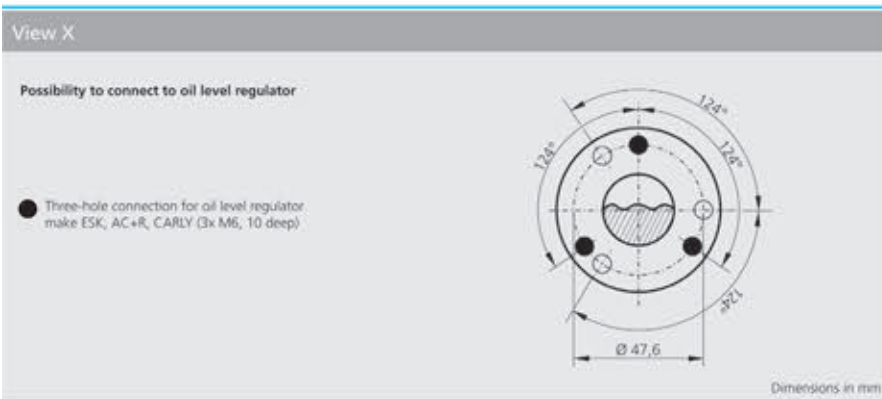 View X
Possibility to connect to oil level regulator
Three-hole connection for oil level regulator
make ESK, AC+R, CARLY (3x M6, 10 deep)
124°
124°
124°
124°
Ø 47,6
Dimensions in mm